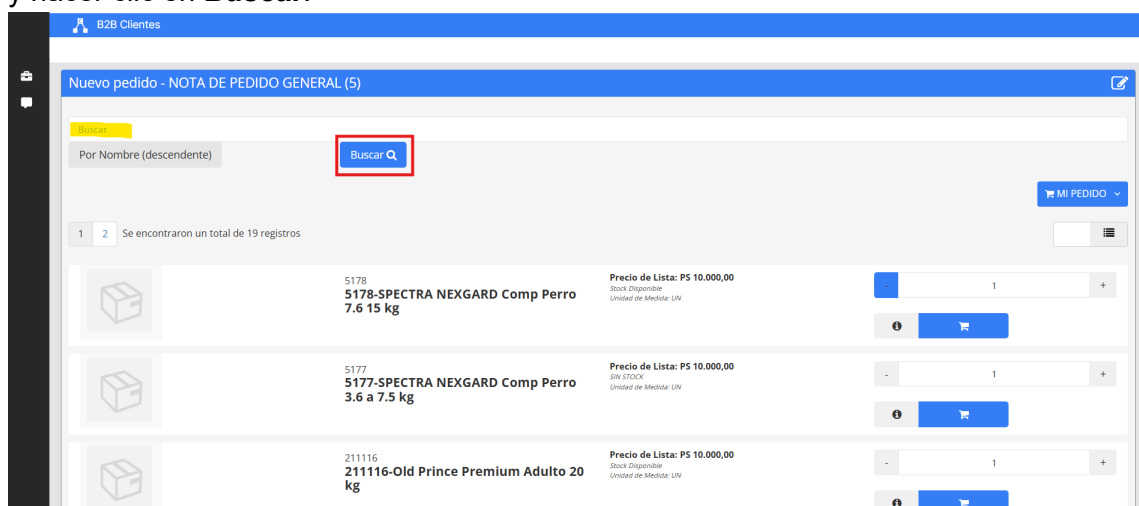 B2B Clientes
Nuevo pedido - NOTA DE PEDIDO GENERAL (5)
Buscar
Por Nombre (descendente)
Buscar
MI PEDIDO
1 2 Se encontraron un total de 19 registros
5178
5178-SPECTRA NEXGARD Comp Perro
7.6 15 kg
Precio de Lista: PS 10.000,00
Stock Disponible
Unidad de Medida: UN
- 1 +
5177
5177-SPECTRA NEXGARD Comp Perro
3.6 a 7.5 kg
Precio de Lista: PS 10.000,00
SIN STOCK
Unidad de Medida: UN
- 1 +
211116
211116-Old Prince Premium Adulto 20
kg
Precio de Lista: PS 10.000,00
Stock Disponible
Unidad de Medida: UN
- 1 +